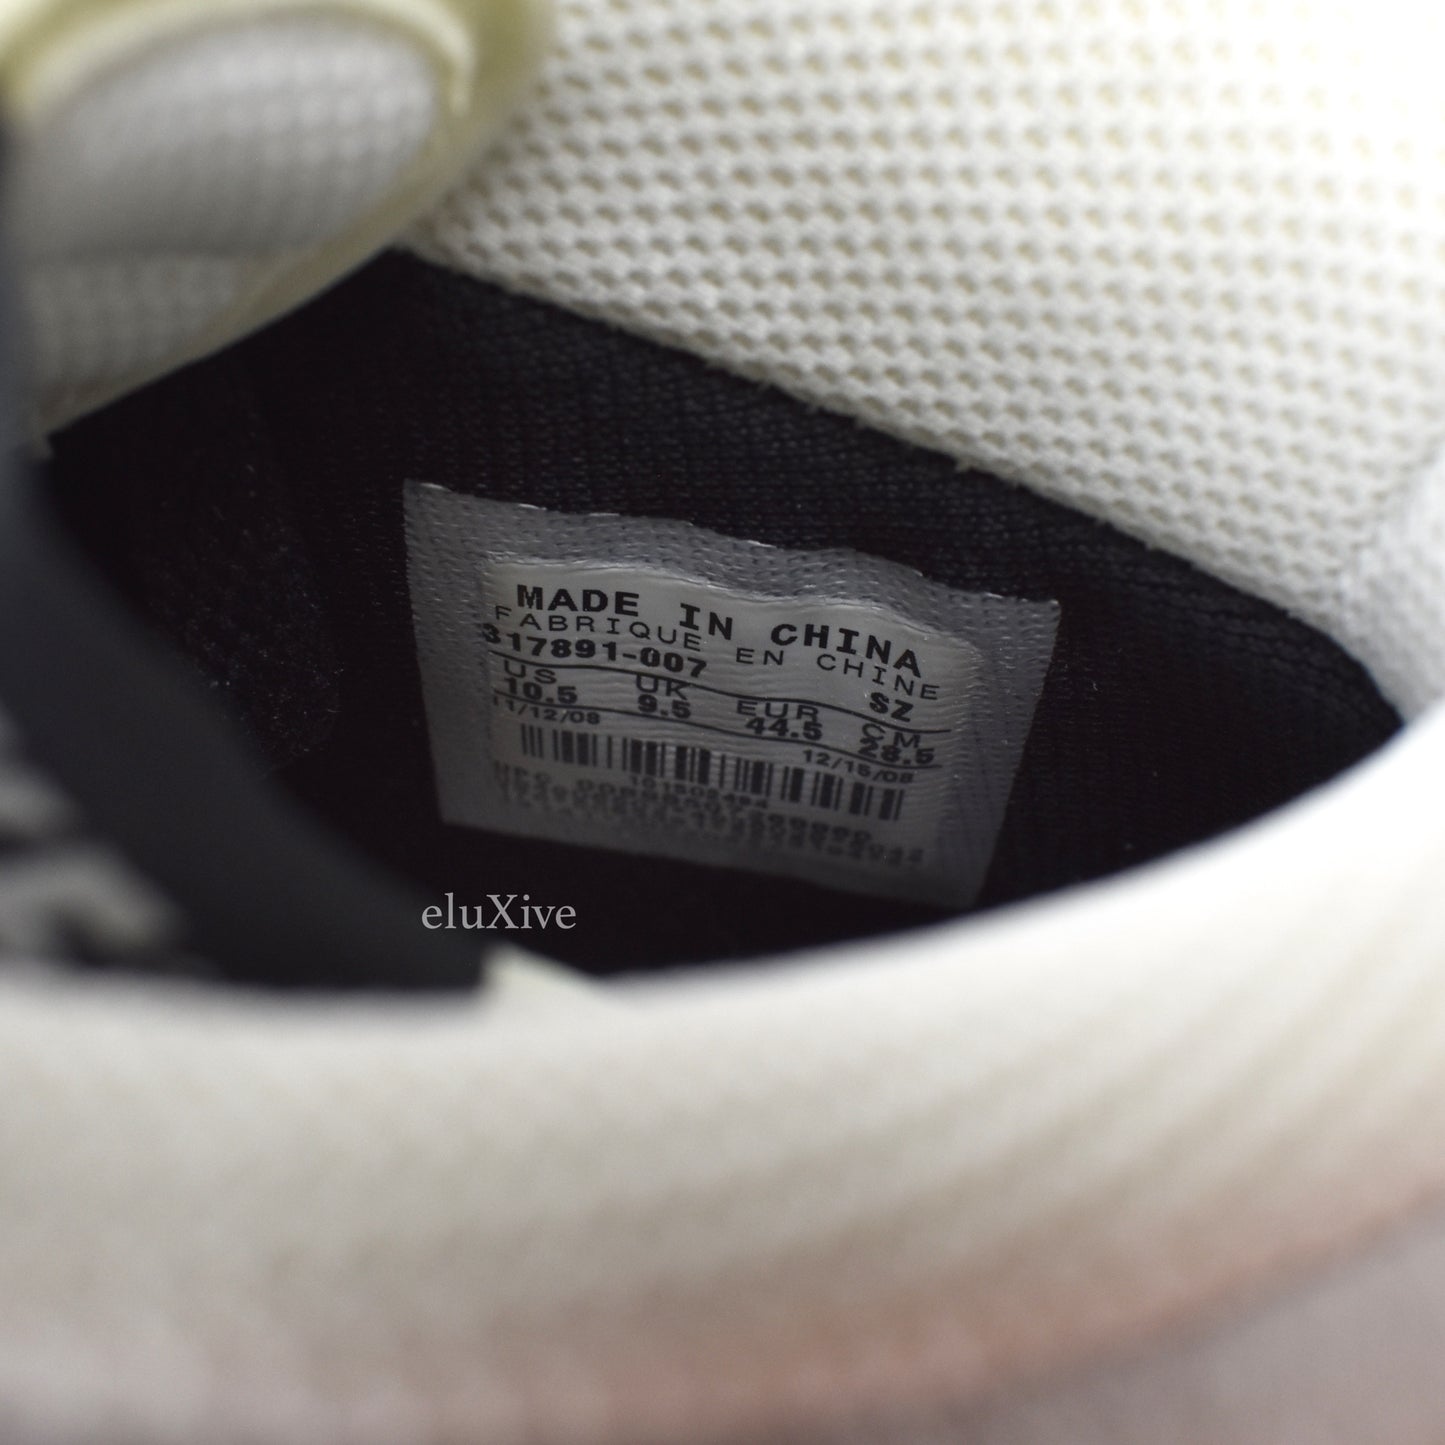 MADE IN CHINA
FABRIQUE EN CHINE
317891-007 SZ
US UK EUR CM
10.5 9.5 44.5 28.5
11/12/08 12/15/08
eluXive